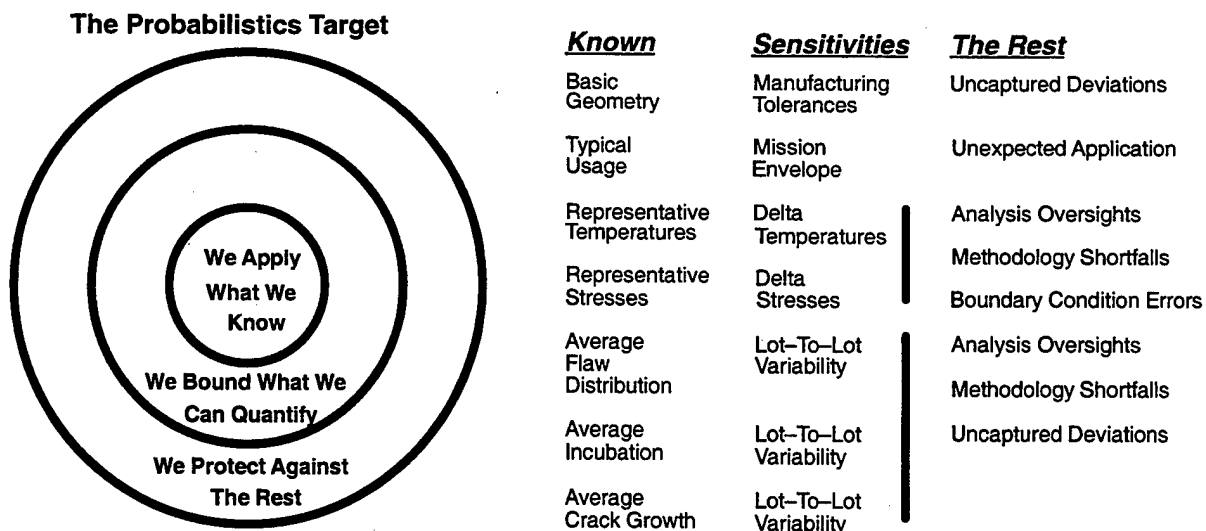 The Probabilistics Target
We Apply
What We
Know
We Bound What We
Can Quantify
We Protect Against
The Rest
Known
Sensitivities
The Rest
Basic
Geometry
Manufacturing
Tolerances
Uncaptured Deviations
Typical
Usage
Mission
Envelope
Unexpected Application
Representative
Temperatures
Delta
Temperatures
Analysis Oversights
Methodology Shortfalls
Representative
Stresses
Delta
Stresses
Boundary Condition Errors
Average
Flaw
Distribution
Lot–To–Lot
Variability
Analysis Oversights
Methodology Shortfalls
Average
Incubation
Lot–To–Lot
Variability
Uncaptured Deviations
Average
Crack Growth
Lot–To–Lot
Variability